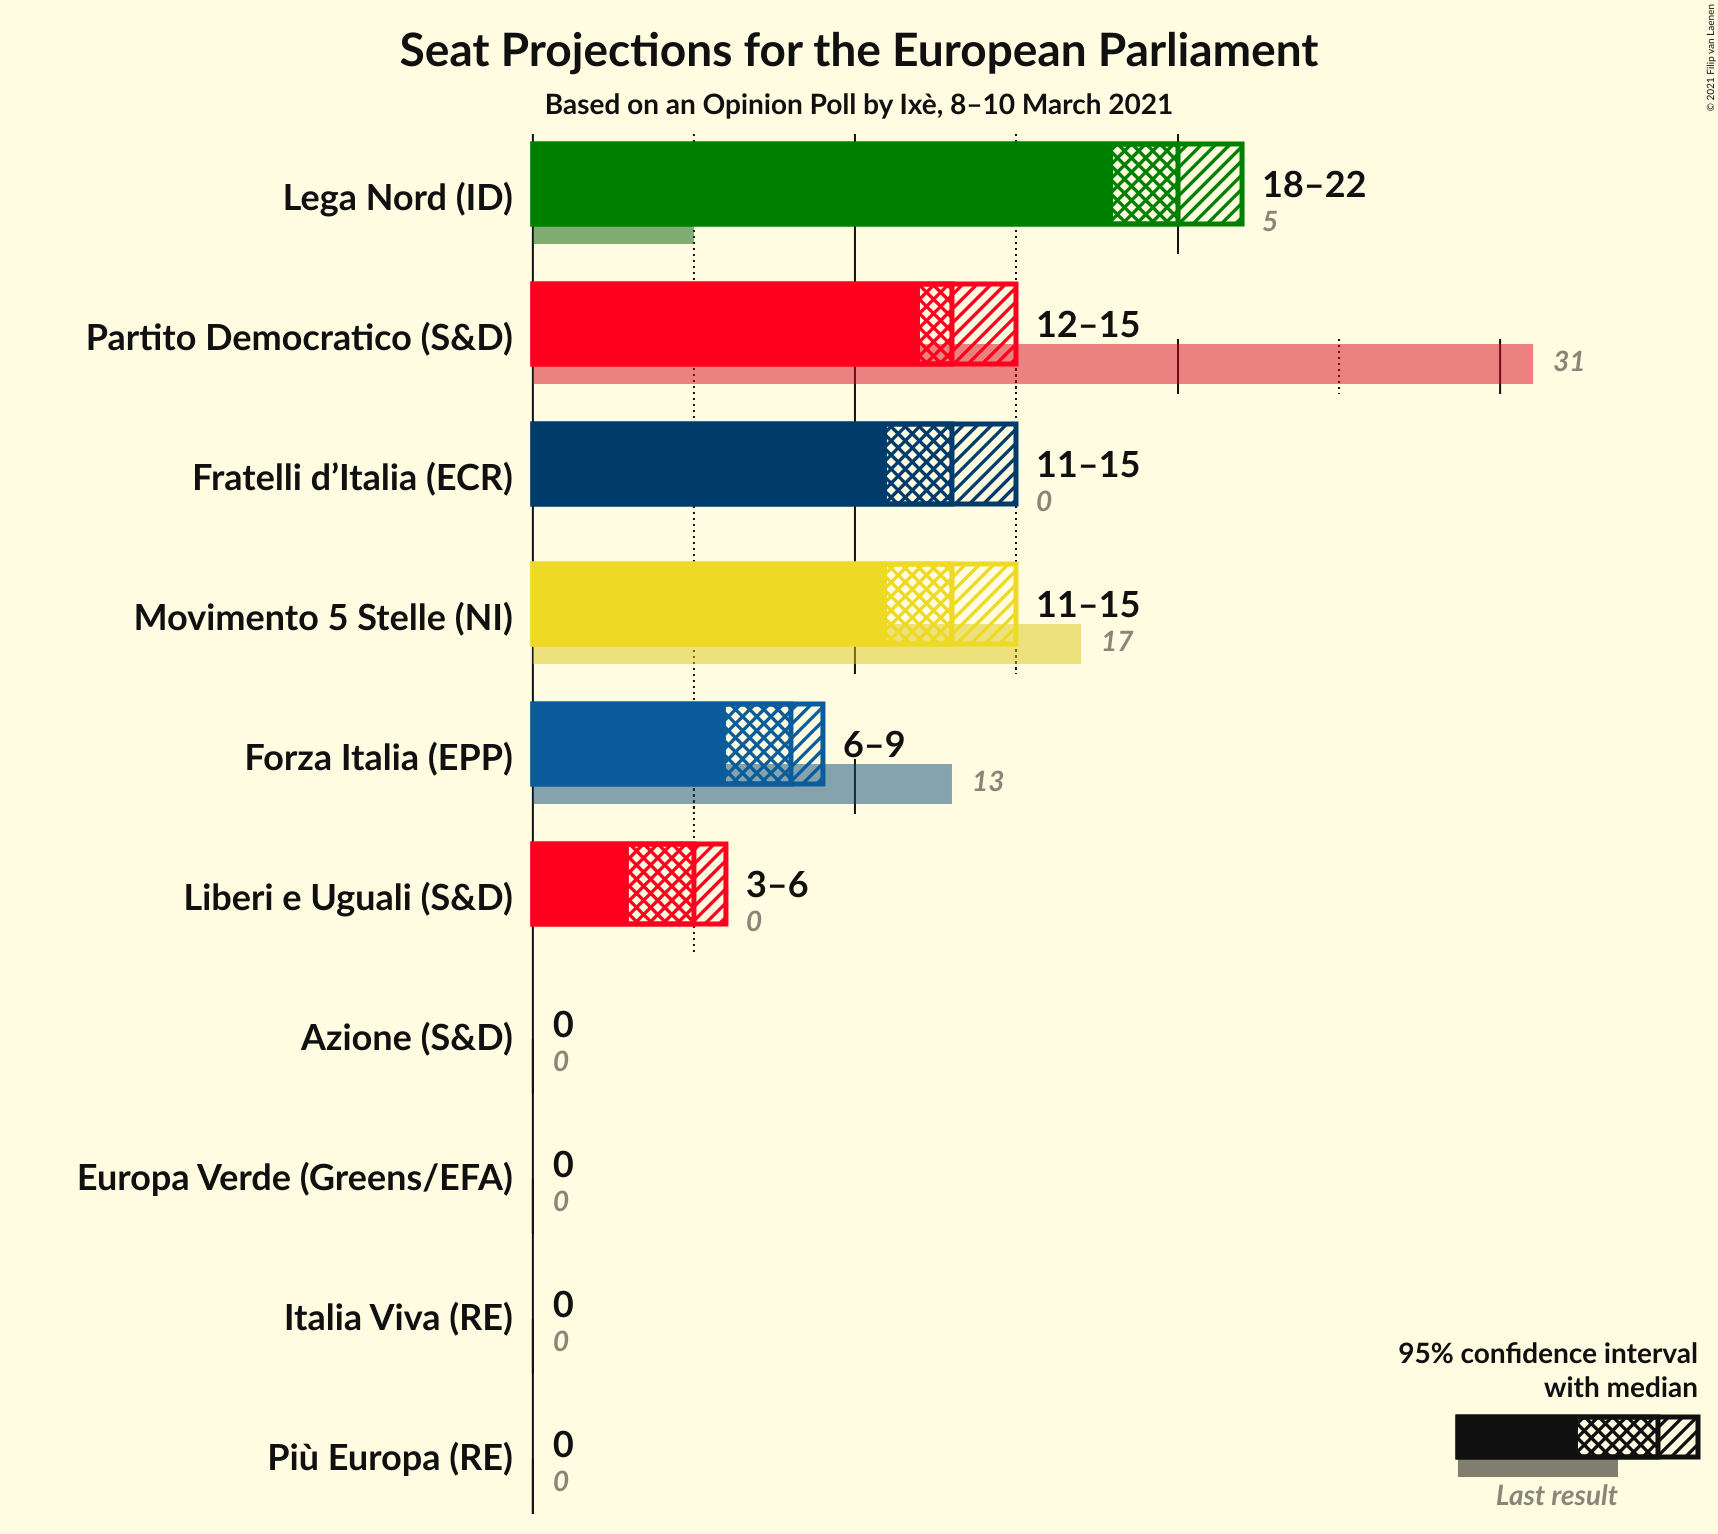 Seat Projections for the European Parliament
Based on an Opinion Poll by Ixè, 8–10 March 2021
© 2021 Filip van Laenen
Lega Nord (ID)
18–22
5
Partito Democratico (S&D)
12–15
31
Fratelli d’Italia (ECR)
11–15
0
Movimento 5 Stelle (NI)
11–15
17
Forza Italia (EPP)
6–9
13
Liberi e Uguali (S&D)
3–6
0
Azione (S&D)
0
0
Europa Verde (Greens/EFA)
0
0
Italia Viva (RE)
0
0
Più Europa (RE)
0
0
95% confidence interval
with median
Last result